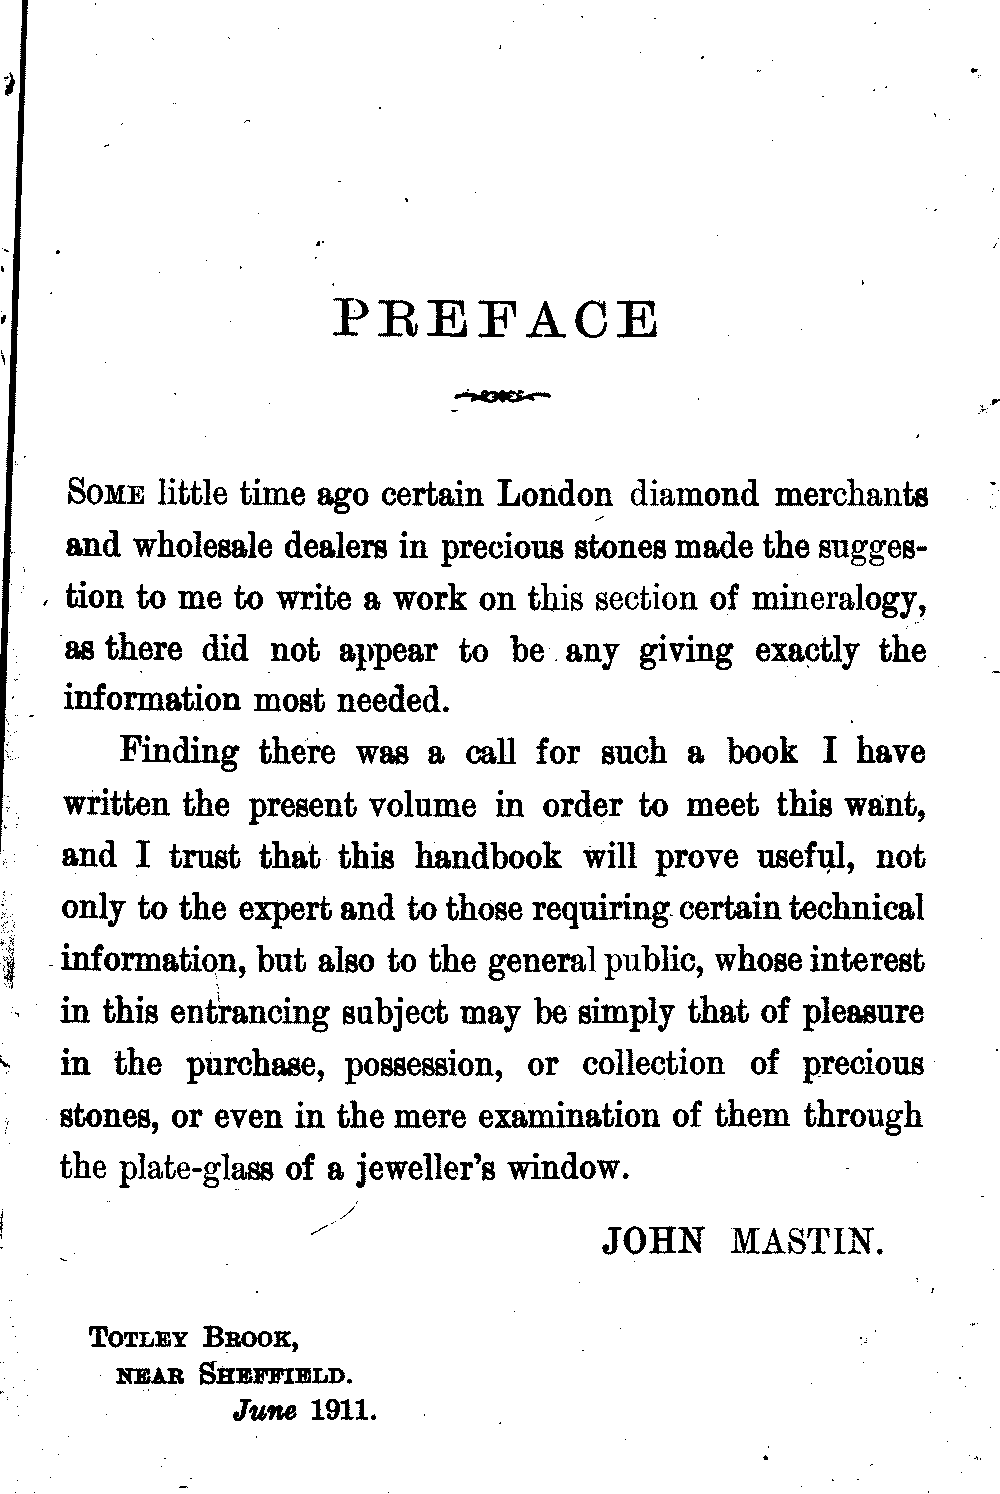 PREFACE
Some little time ago certain London diamond merchants
and wholesale dealers in precious stones made the sugges-
tion to me to write a work on this section of mineralogy,
as there did not appear to be any giving exactly the
information most needed.
Finding there was a call for such a book I have
written the present volume in order to meet this want,
and I trust that this handbook will prove useful, not
only to the expert and to those requiring certain technical
information, but also to the general public, whose interest
in this entrancing subject may be simply that of pleasure
in the purchase, possession, or collection of precious
stones, or even in the mere examination of them through
the plate-glass of a jeweller's window.
JOHN MASTIN.
Totley Brook,
near Sheffield.
June 1911.